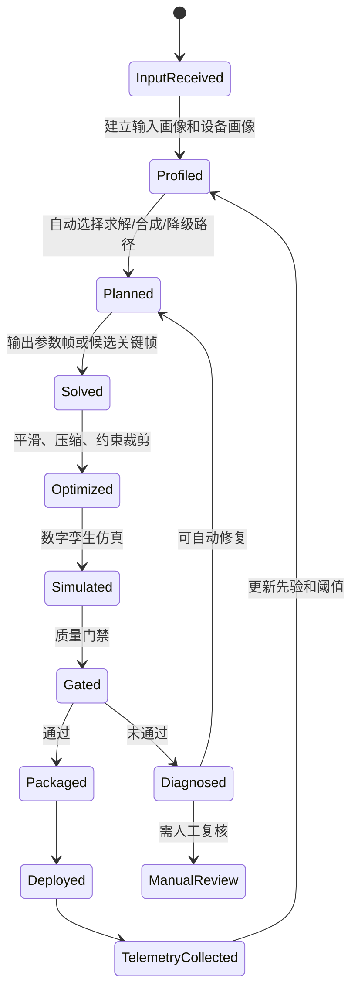 InputReceived
建立输入画像和设备画像
Profiled
自动选择求解/合成/降级路
径
Planned
输出参数帧或候选关键帧
Solved
平滑、压缩、约束裁剪
Optimized
数字孪生仿真
可自动修复
Simulated
更新先验和阈值
质量门禁
Gated
通过
未通过
Packaged
Diagnosed
需人工复核
Deployed
ManualReview
TelemetryCollected